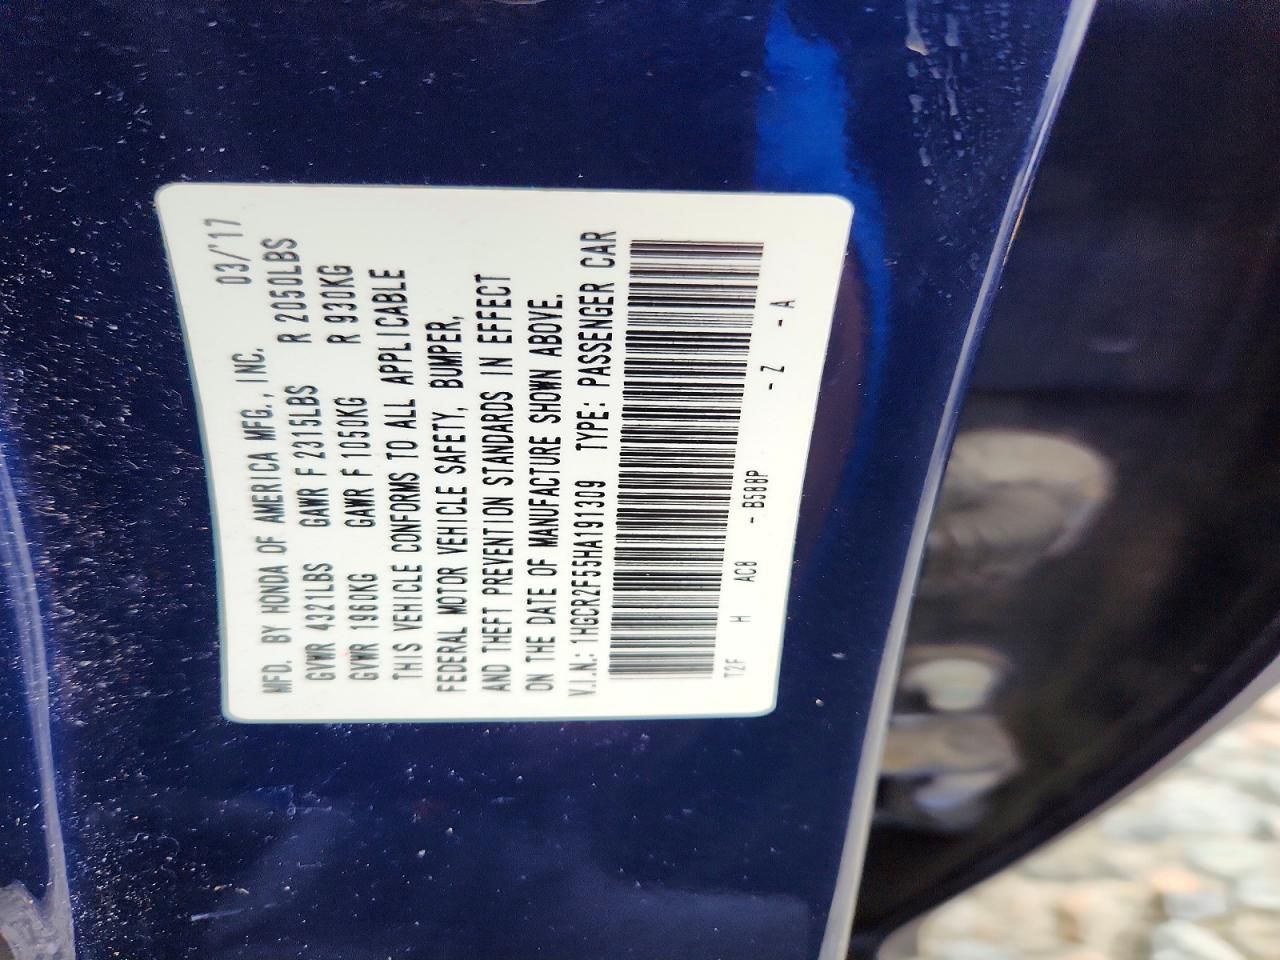 MFD. BY HONDA OF AMERICA MFG., INC. 03/'17
GVWR 4321LBS GAWR F 2315LBS R 2050LBS
GVWR 1960KG GAWR F 1050KG R 930KG
THIS VEHICLE CONFORMS TO ALL APPLICABLE
FEDERAL MOTOR VEHICLE SAFETY, BUMPER,
AND THEFT PREVENTION STANDARDS IN EFFECT
ON THE DATE OF MANUFACTURE SHOWN ABOVE.
V.I.N.: 1HGCR2F55HA191309 TYPE: PASSENGER CAR
T2F H AC8 - B588P - Z - A